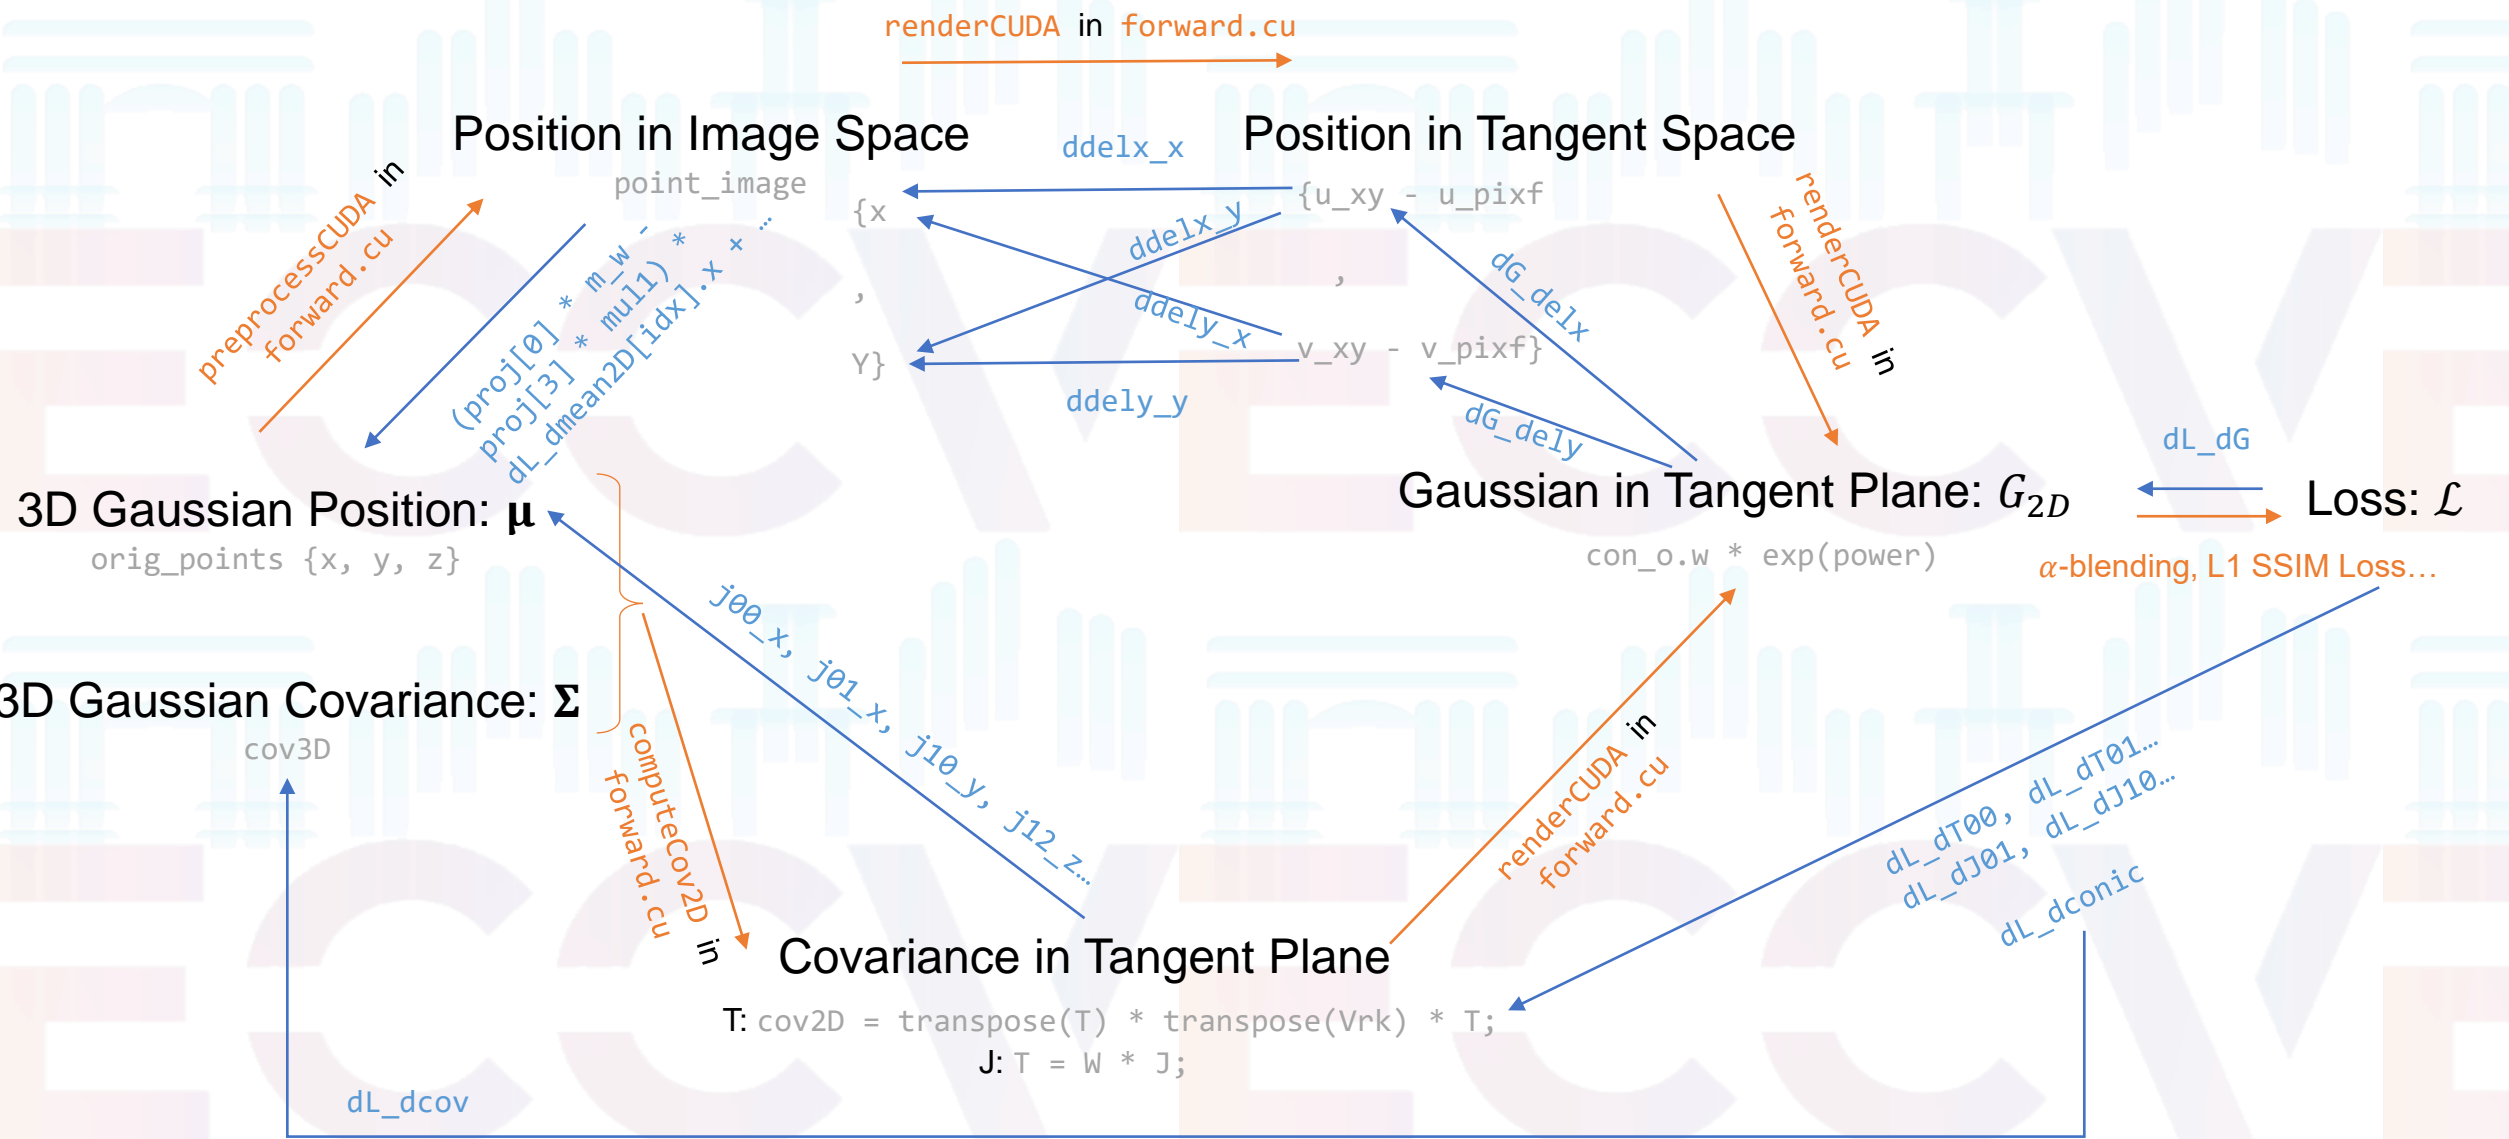 renderCUDA in forward.cu
Position in Image Space
point_image
{x
,
Y}
ddelx_x
ddelx_y
ddely_x
ddely_y
Position in Tangent Space
{u_xy - u_pixf
,
v_xy - v_pixf}
preprocessCUDA in
forward.cu
(proj[0] * m_w -
proj[3] * mul1) *
dL_dmean2D[idx].x + …
dG_delx
dG_dely
renderCUDA in
forward.cu
3D Gaussian Position: μ
orig_points {x, y, z}
Gaussian in Tangent Plane: G2D
con_o.w * exp(power)
dL_dG
Loss: ℒ
α-blending, L1 SSIM Loss…
3D Gaussian Covariance: Σ
cov3D
computeCov2D in
forward.cu
j00_x, j01_x, j10_y, j12_z…
renderCUDA in
forward.cu
dL_dT00, dL_dT01…
dL_dJ01, dL_dJ10…
dL_dconic
Covariance in Tangent Plane
T: cov2D = transpose(T) * transpose(Vrk) * T;
J: T = W * J;
dL_dcov
ECCV
ECCV
E
ECCV
ECCV
E